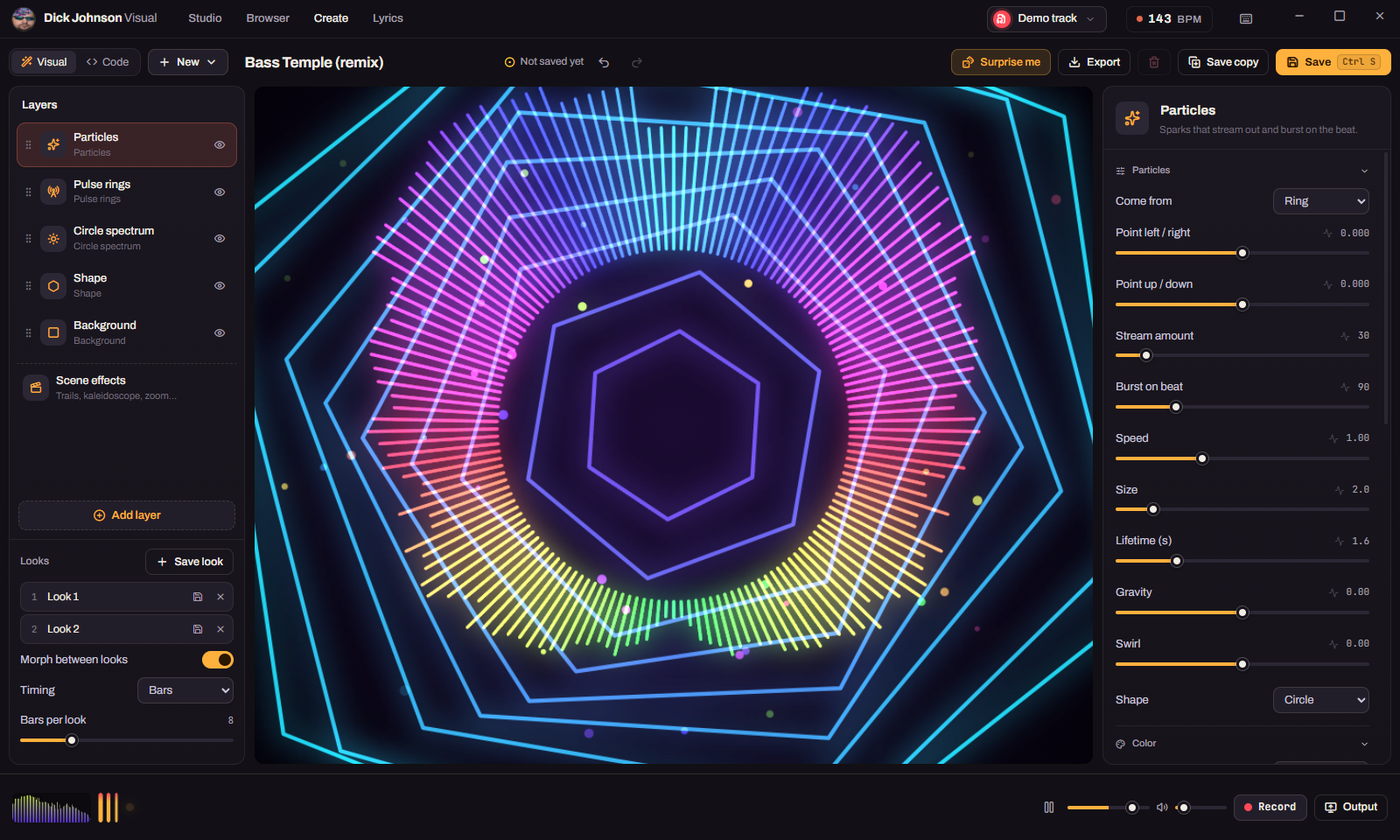 Dick Johnson Visual
Studio
Browser
Create
Lyrics
Demo track
143 BPM
Visual
Code
New
Bass Temple (remix)
Not saved yet
Surprise me
Export
Save copy
Save Ctrl S
Layers
Particles
Particles
Pulse rings
Pulse rings
Circle spectrum
Circle spectrum
Shape
Shape
Background
Background
Scene effects
Trails, kaleidoscope, zoom...
Add layer
Looks
Save look
1 Look 1
2 Look 2
Morph between looks
Timing Bars
Bars per look 8
Particles
Sparks that stream out and burst on the beat.
Particles
Come from Ring
Point left / right 0.000
Point up / down 0.000
Stream amount 30
Burst on beat 90
Speed 1.00
Size 2.0
Lifetime (s) 1.6
Gravity 0.00
Swirl 0.00
Shape Circle
Color
Record
Output